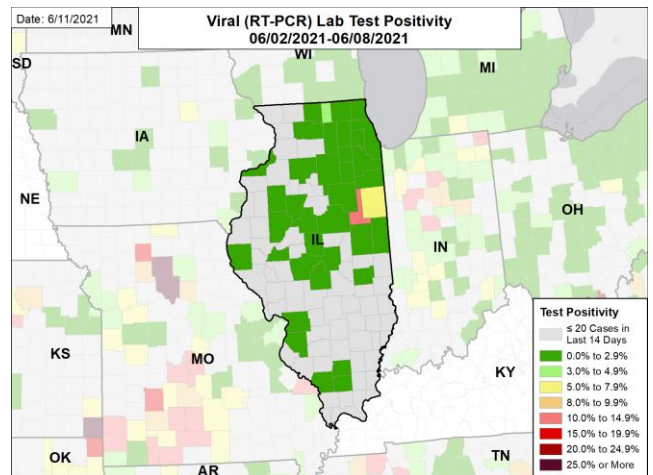 Date: 6/11/2021
Viral (RT-PCR) Lab Test Positivity
06/02/2021-06/08/2021
MN
SD
WI
MI
IA
NE
IL
IN
OH
KS
MO
KY
OK
AR
TN
Test Positivity
≤ 20 Cases in
Last 14 Days
0.0% to 2.9%
3.0% to 4.9%
5.0% to 7.9%
8.0% to 9.9%
10.0% to 14.9%
15.0% to 19.9%
20.0% to 24.9%
25.0% or More